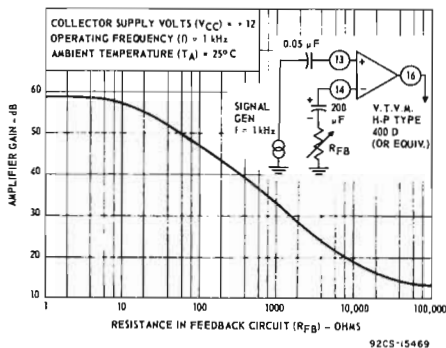 COLLECTOR SUPPLY VOLTS (VCC) = + 12
OPERATING FREQUENCY (f) = 1 kHz
AMBIENT TEMPERATURE (TA) = 25°C
0.05 µF
13
+
16
14
-
+
200
µF
-
SIGNAL
GEN
f = 1 kHz
RFB
V.T.V.M.
H-P TYPE
400 D
(OR EQUIV.)
AMPLIFIER GAIN - dB
60
50
40
30
20
10
1
10
100
1000
10,000
100,000
RESISTANCE IN FEEDBACK CIRCUIT (RFB) - OHMS
92CS-15469